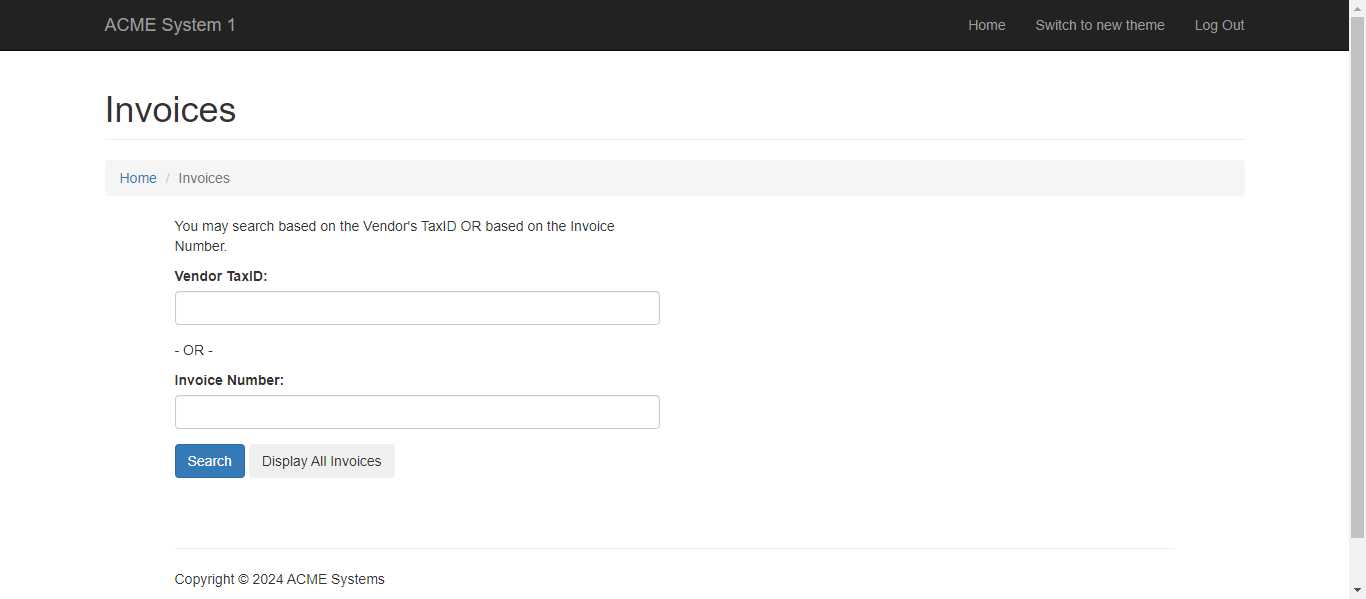 ACME System 1
Home
Switch to new theme
Log Out
Invoices
Home / Invoices
You may search based on the Vendor's TaxID OR based on the Invoice
Number.
Vendor TaxID:
- OR -
Invoice Number:
Search
Display All Invoices
Copyright © 2024 ACME Systems